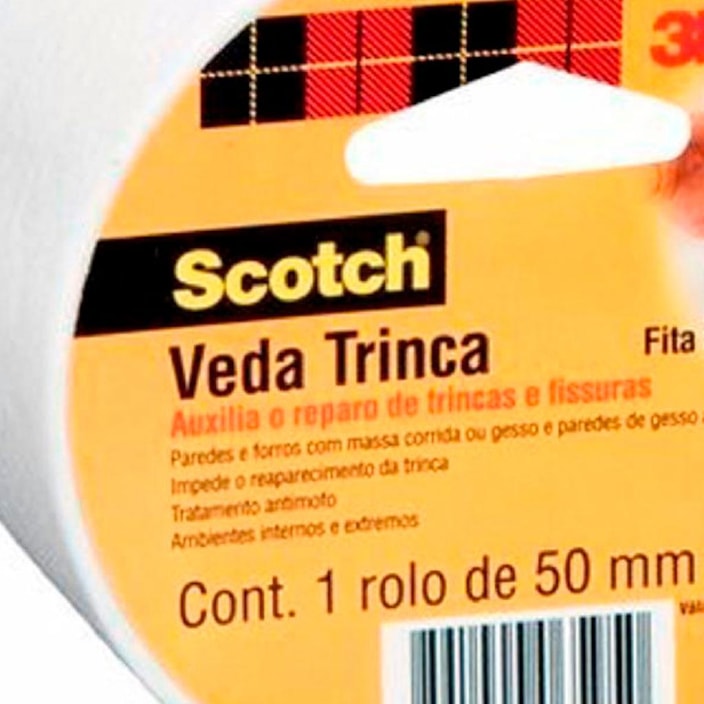 3
Scotch®
Veda Trinca
Fita
Auxilia o reparo de trincas e fissuras
Paredes e forros com massa corrida ou gesso e paredes de gesso
Impede o reaparecimento da trinca
Tratamento antimofo
Ambientes internos e extremos
Cont. 1 rolo de 50 mm